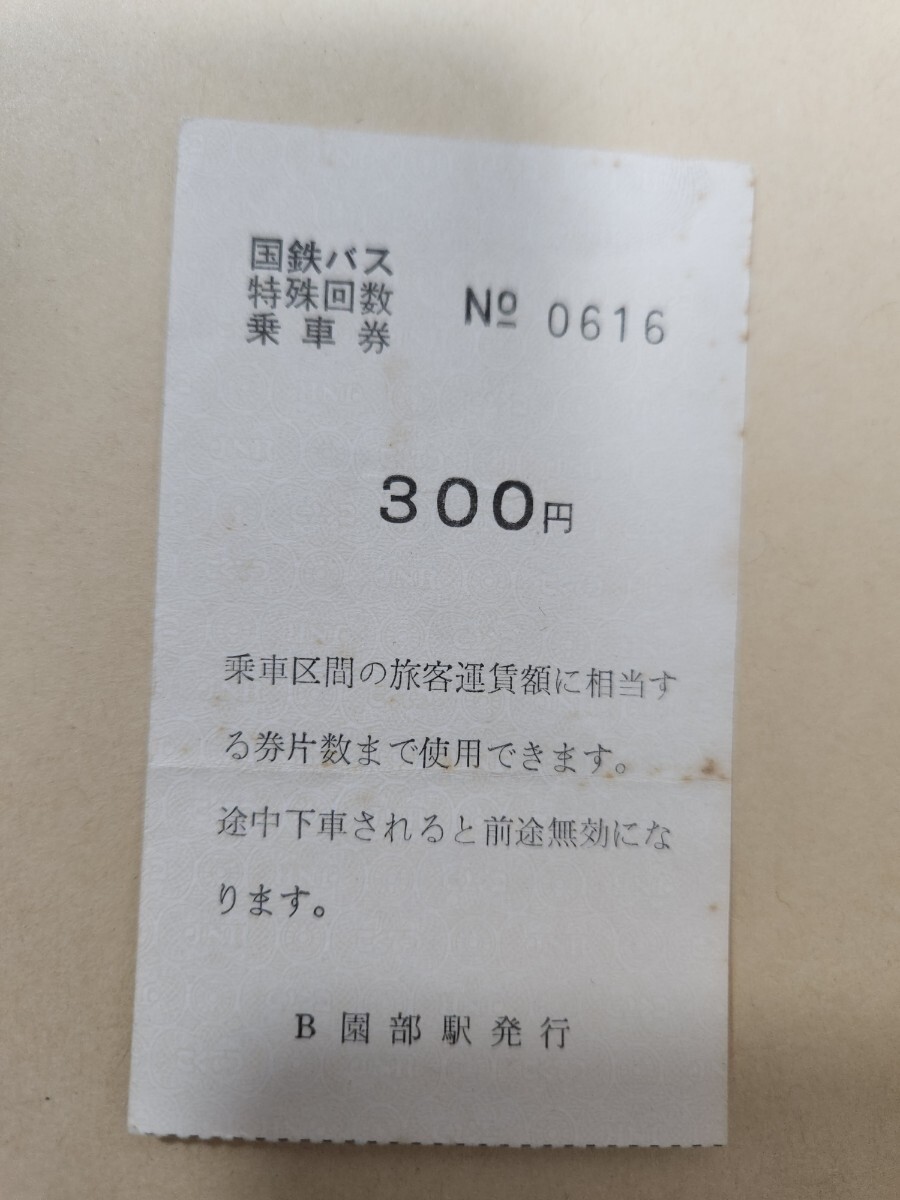 国鉄バス
特殊回数
乗車券
№ 0616
300円
乗車区間の旅客運賃額に相当す
る券片数まで使用できます。
途中下車されると前途無効にな
ります。
B 園部駅発行